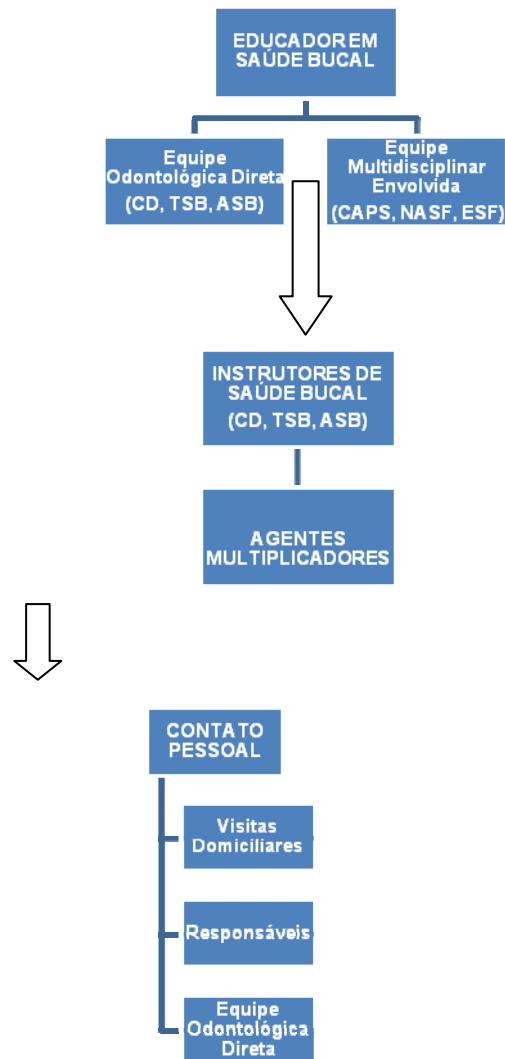 EDUCADOR EM
SAÚDE BUCAL
Equipe
Odontológica Direta
(CD, TSB, ASB)
Equipe
Multidisciplinar
Envolvida
(CAPS, NASF, ESF)
INSTRUTORES DE
SAÚDE BUCAL
(CD, TSB, ASB)
AGENTES
MULTIPLICADORES
CONTATO
PESSOAL
Visitas
Domiciliares
Responsáveis
Equipe
Odontológica
Direta